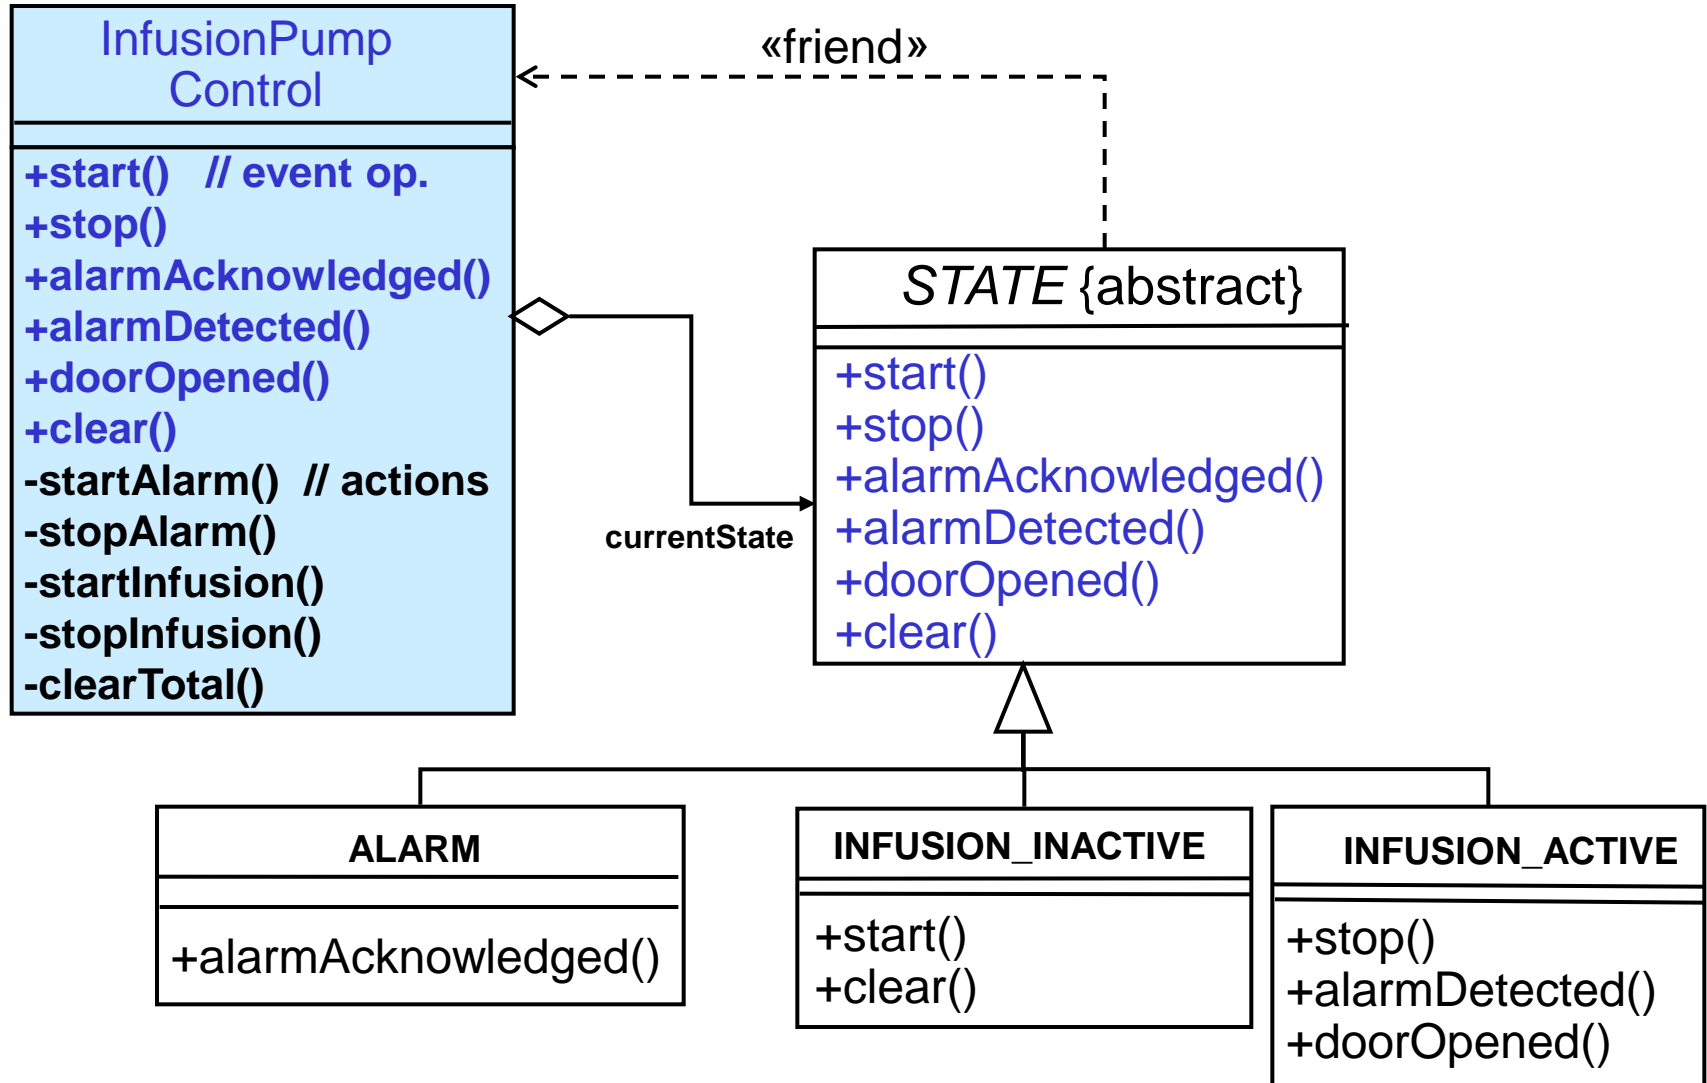 InfusionPump
Control
+start() // event op.
+stop()
+alarmAcknowledged()
+alarmDetected()
+doorOpened()
+clear()
-startAlarm() // actions
-stopAlarm()
-startInfusion()
-stopInfusion()
-clearTotal()
«friend»
currentState
STATE {abstract}
+start()
+stop()
+alarmAcknowledged()
+alarmDetected()
+doorOpened()
+clear()
ALARM
+alarmAcknowledged()
INFUSION_INACTIVE
+start()
+clear()
INFUSION_ACTIVE
+stop()
+alarmDetected()
+doorOpened()